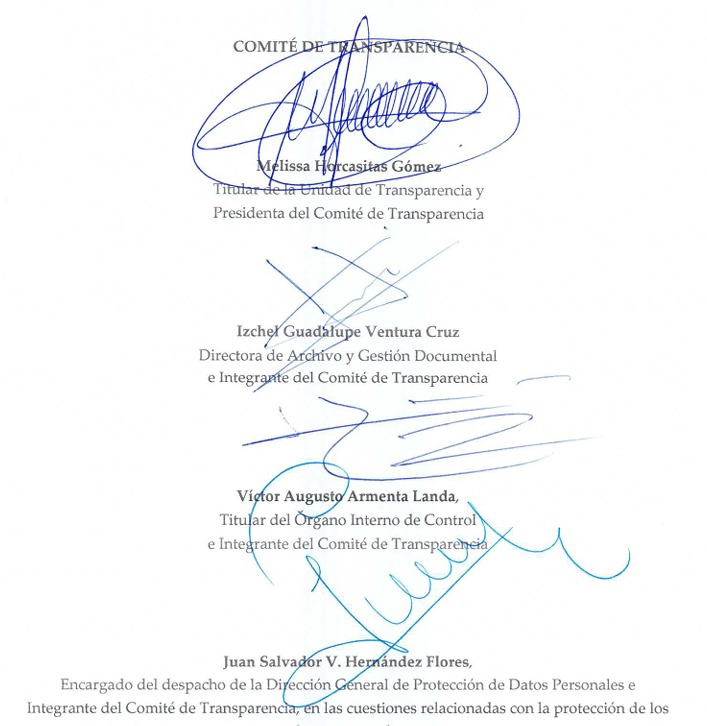 COMITÉ DE TRANSPARENCIA
Melissa Horcasitas Gómez
Titular de la Unidad de Transparencia y
Presidenta del Comité de Transparencia
Izchel Guadalupe Ventura Cruz
Directora de Archivo y Gestión Documental
e Integrante del Comité de Transparencia
Víctor Augusto Armenta Landa,
Titular del Órgano Interno de Control
e Integrante del Comité de Transparencia
Juan Salvador V. Hernández Flores,
Encargado del despacho de la Dirección General de Protección de Datos Personales e
Integrante del Comité de Transparencia, en las cuestiones relacionadas con la protección de los